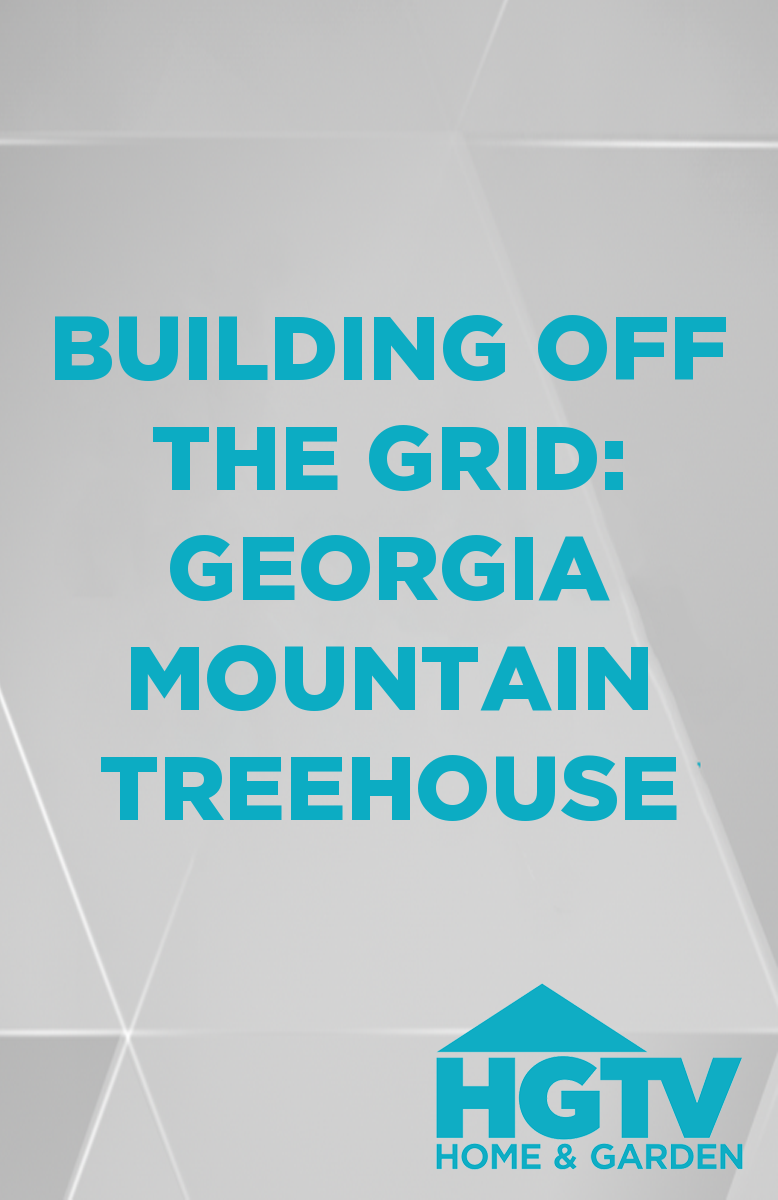 BUILDING OFF
THE GRID:
GEORGIA
MOUNTAIN
TREEHOUSE
HGTV
HOME & GARDEN